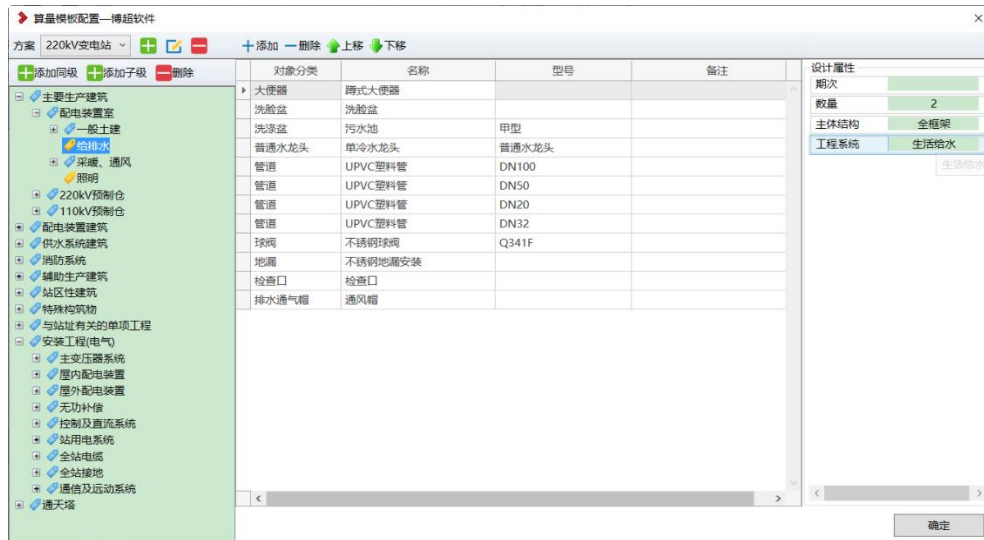 算量模板配置—博超软件
方案 220kV变电站 添加 删除 上移 下移
添加同级 添加子级 删除
主要生产建筑
配电装置室
一般土建
给排水
采暖、通风
照明
220kV预制仓
110kV预制仓
配电装置建筑
供水系统建筑
消防系统
辅助生产建筑
站区性建筑
特殊构筑物
与站址有关的单项工程
安装工程(电气)
主变压器系统
屋内配电装置
屋外配电装置
无功补偿
控制及直流系统
站用电系统
全站电缆
全站接地
通信及远动系统
通天塔
对象分类 名称 型号 备注
大便器 蹲式大便器
洗脸盆 洗脸盆
洗涤盆 污水池 甲型
普通水龙头 单冷水龙头 普通水龙头
管道 UPVC塑料管 DN100
管道 UPVC塑料管 DN50
管道 UPVC塑料管 DN20
管道 UPVC塑料管 DN32
球阀 不锈钢球阀 Q341F
地漏 不锈钢地漏安装
检查口 检查口
排水通气帽 通风帽
设计属性
期次
数量 2
主体结构 全框架
工程系统 生活给水
生活给水
确定